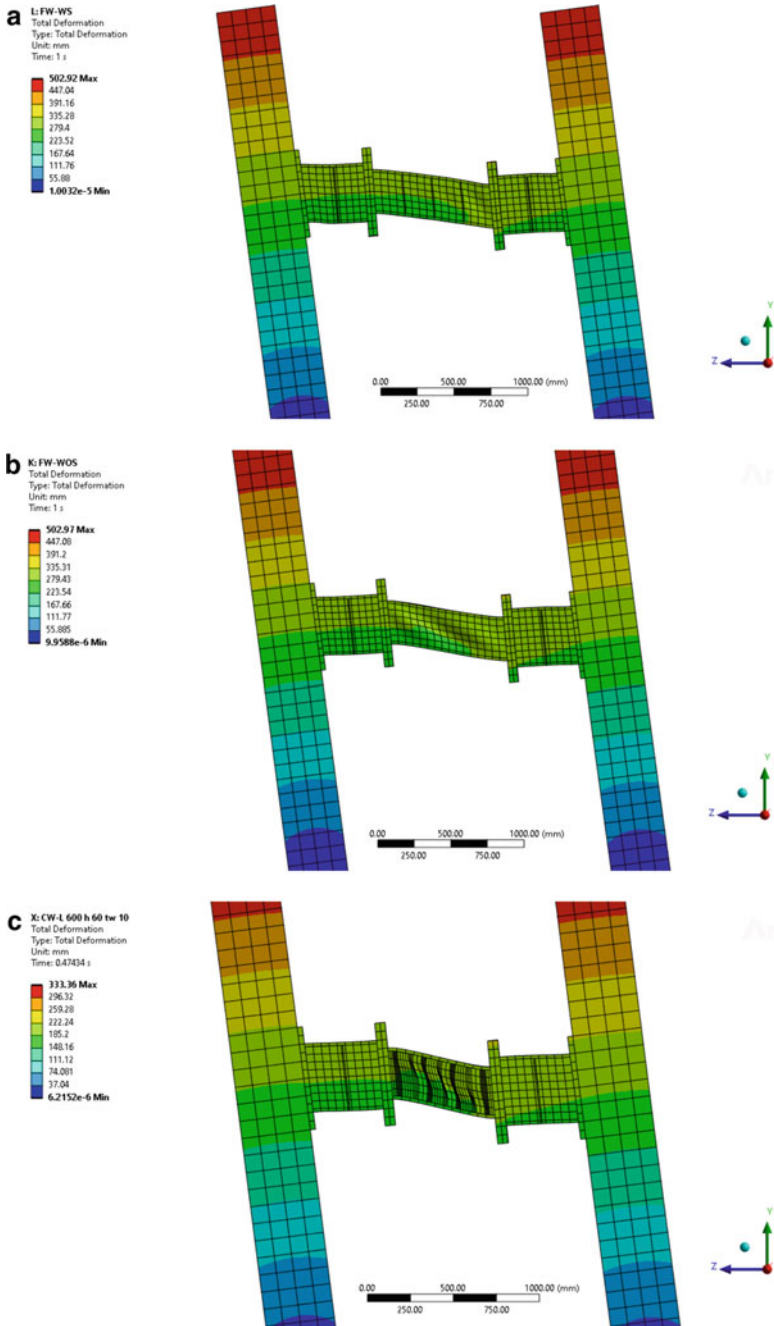 a
L: FW-WS
Total Deformation
Type: Total Deformation
Unit: mm
Time: 1 s
502.92 Max
447.04
391.16
335.28
279.4
223.52
167.64
111.76
55.88
1.0032e-5 Min
0.00 500.00 1000.00 (mm)
250.00 750.00
Y
Z
b
K: FW-WOS
Total Deformation
Type: Total Deformation
Unit: mm
Time: 1 s
502.97 Max
447.08
391.2
335.31
279.43
223.54
167.66
111.77
55.885
9.9588e-6 Min
0.00 500.00 1000.00 (mm)
250.00 750.00
Y
Z
c
X: CW-L 600 h 60 tw 10
Total Deformation
Type: Total Deformation
Unit: mm
Time: 0.47434 s
333.36 Max
296.32
259.28
222.24
185.2
148.16
111.12
74.081
37.04
6.2152e-6 Min
0.00 500.00 1000.00 (mm)
250.00 750.00
Y
Z